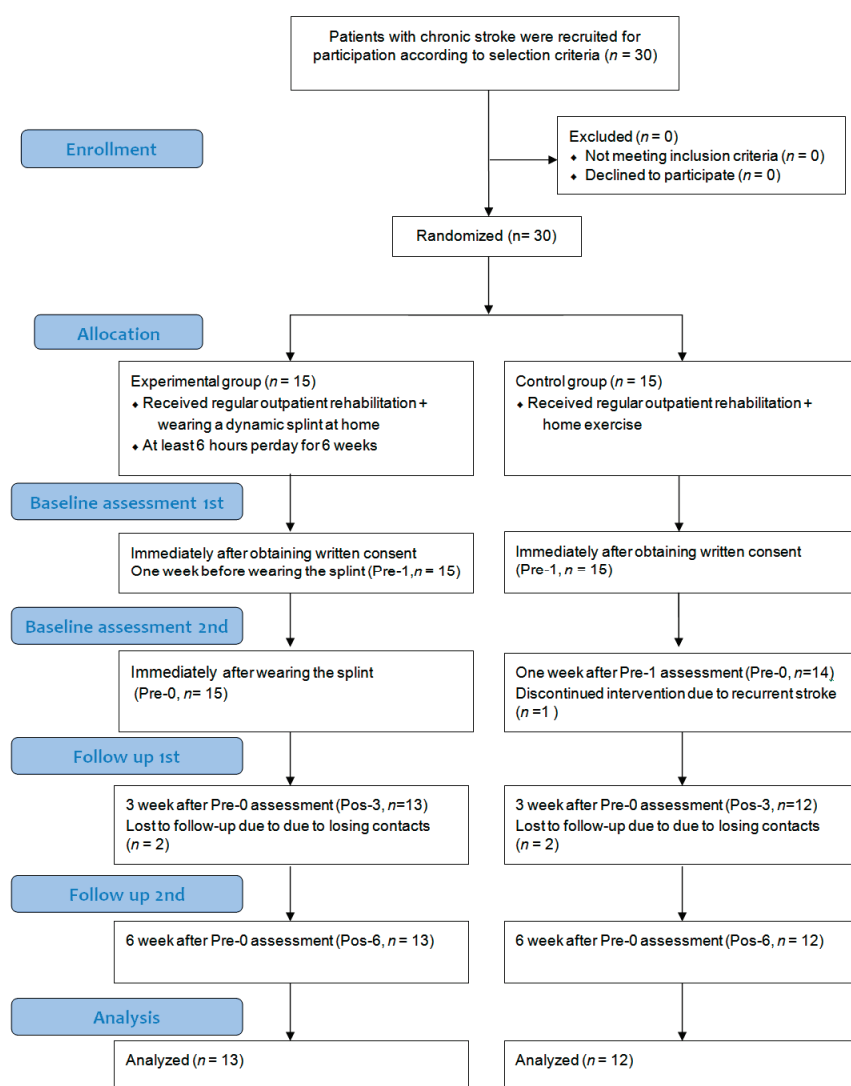 Patients with chronic stroke were recruited for
participation according to selection criteria (n = 30)
Enrollment
Excluded (n = 0)
⬥ Not meeting inclusion criteria (n = 0)
⬥ Declined to participate (n = 0)
Randomized (n= 30)
Allocation
Experimental group (n = 15)
⬥ Received regular outpatient rehabilitation +
wearing a dynamic splint at home
⬥ At least 6 hours perday for 6 weeks
Control group (n = 15)
⬥ Received regular outpatient rehabilitation +
home exercise
Baseline assessment 1st
Immediately after obtaining written consent
One week before wearing the splint (Pre-1,n = 15)
Immediately after obtaining written consent
(Pre-1, n = 15)
Baseline assessment 2nd
Immediately after wearing the splint
(Pre-0, n= 15)
One week after Pre-1 assessment (Pre-0, n=14)
Discontinued intervention due to recurrent stroke
(n =1 )
Follow up 1st
3 week after Pre-0 assessment (Pos-3, n=13)
Lost to follow-up due to due to losing contacts
(n = 2)
3 week after Pre-0 assessment (Pos-3, n=12)
Lost to follow-up due to due to losing contacts
(n = 2)
Follow up 2nd
6 week after Pre-0 assessment (Pos-6, n = 13)
6 week after Pre-0 assessment (Pos-6, n = 12)
Analysis
Analyzed (n = 13)
Analyzed (n = 12)